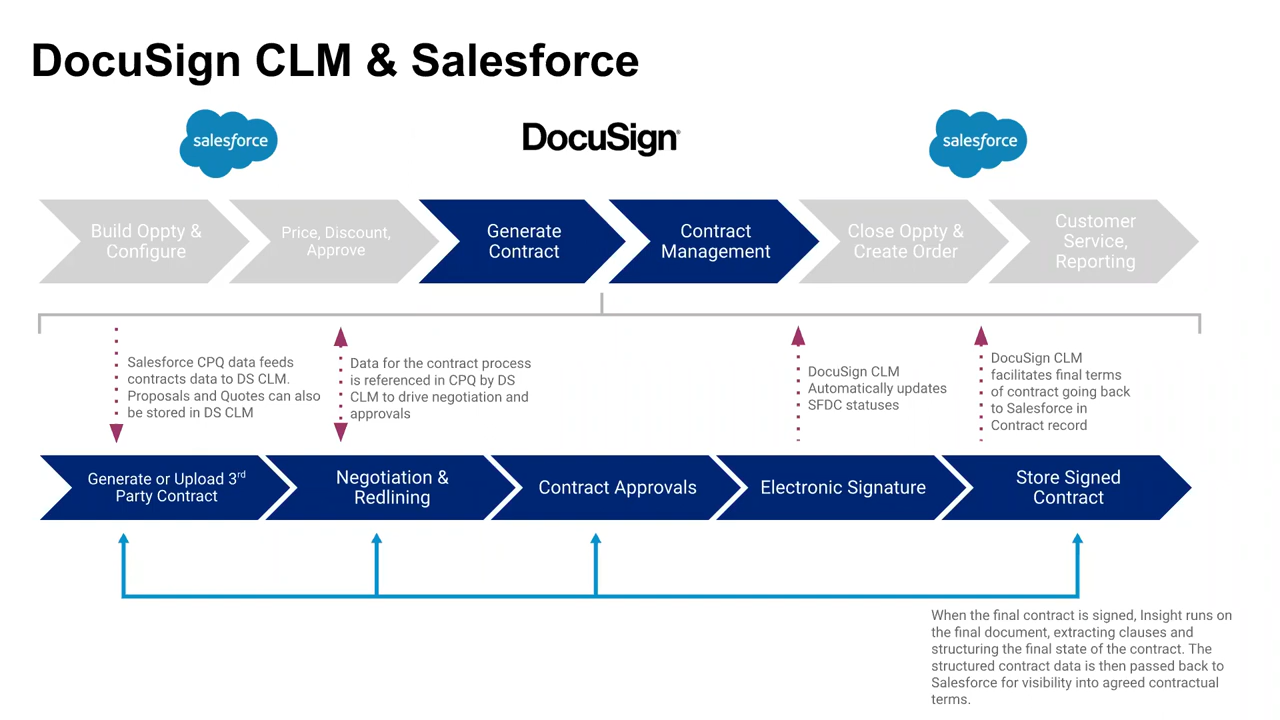 DocuSign CLM & Salesforce
salesforce
DocuSign®
salesforce
Build Oppty &
Configure
Price, Discount,
Approve
Generate
Contract
Contract
Management
Close Oppty &
Create Order
Customer
Service,
Reporting
Salesforce CPQ data feeds
contracts data to DS CLM.
Proposals and Quotes can also
be stored in DS CLM
Data for the contract process
is referenced in CPQ by DS
CLM to drive negotiation and
approvals
DocuSign CLM
Automatically updates
SFDC statuses
DocuSign CLM
facilitates final terms
of contract going back
to Salesforce in
Contract record
Generate or Upload 3rd
Party Contract
Negotiation &
Redlining
Contract Approvals
Electronic Signature
Store Signed
Contract
When the final contract is signed, Insight runs on
the final document, extracting clauses and
structuring the final state of the contract. The
structured contract data is then passed back to
Salesforce for visibility into agreed contractual
terms.